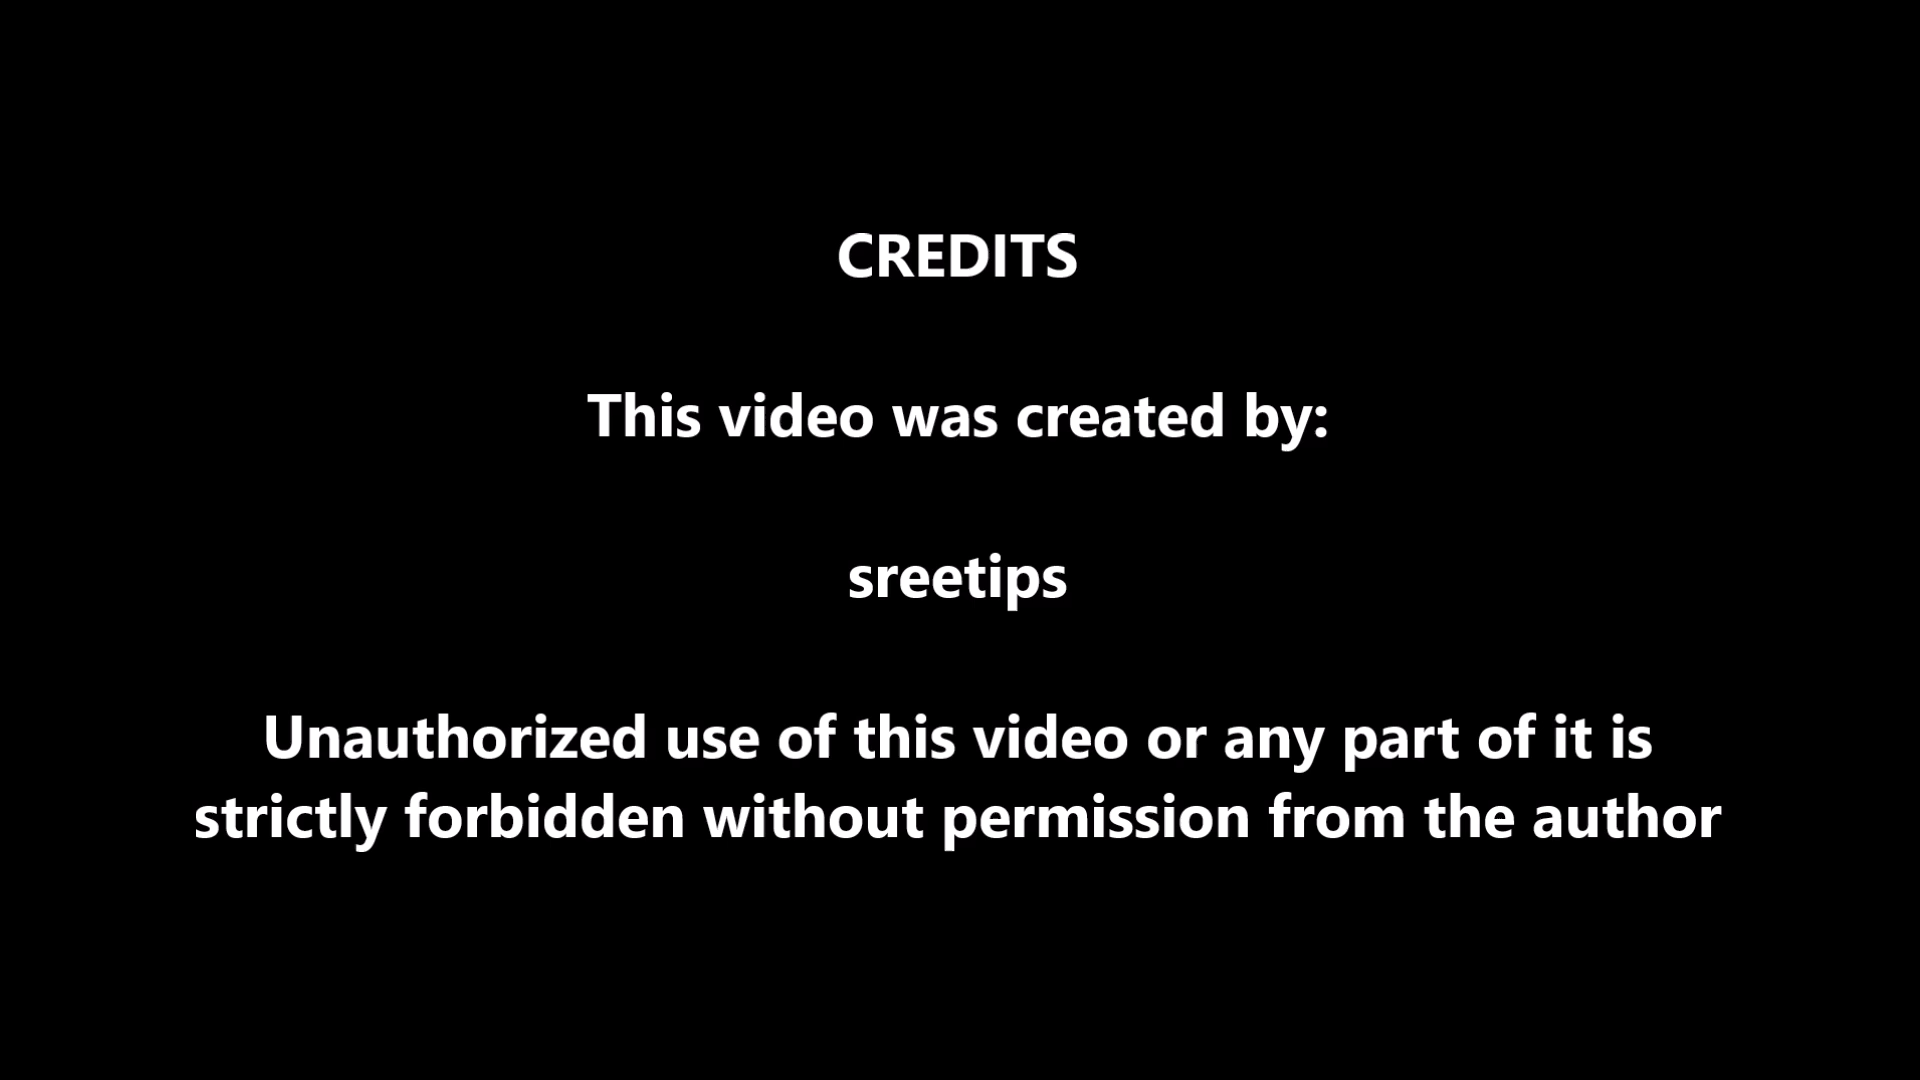 CREDITS
This video was created by:
sreetips
Unauthorized use of this video or any part of it is
strictly forbidden without permission from the author